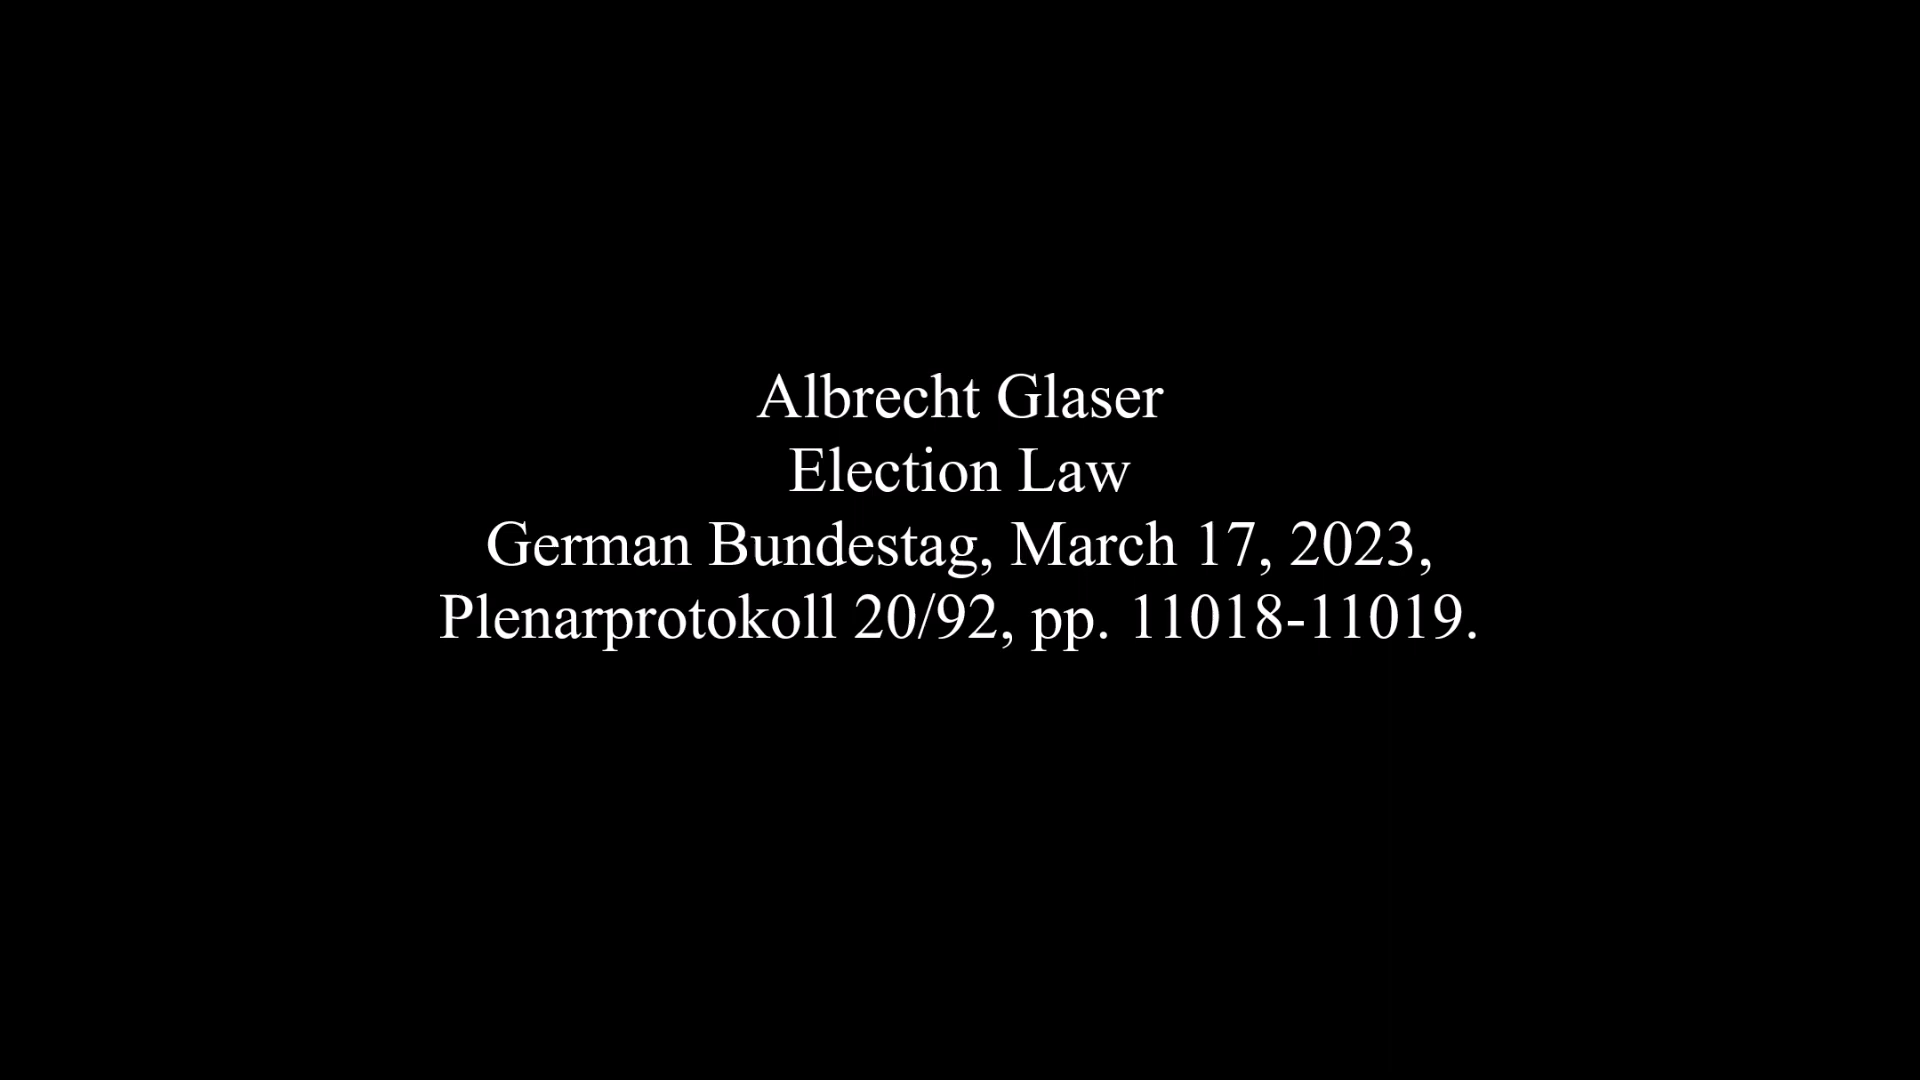 Albrecht Glaser
Election Law
German Bundestag, March 17, 2023,
Plenarprotokoll 20/92, pp. 11018-11019.